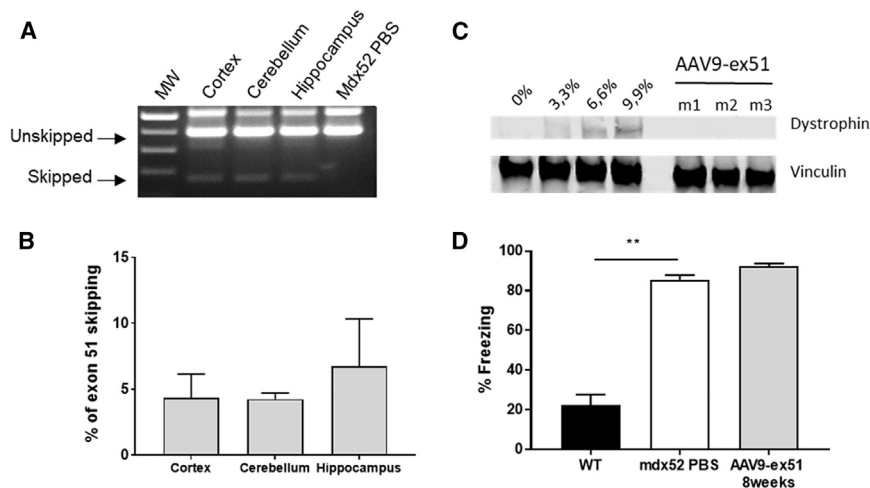 A
MW
Cortex
Cerebellum
Hippocampus
Mdx52 PBS
Unskipped
Skipped
B
% of exon 51 skipping
15
10
5
0
Cortex
Cerebellum
Hippocampus
C
AAV9-ex51
0%
3,3%
6,6%
9,9%
m1 m2 m3
Dystrophin
Vinculin
D
% Freezing
100
80
60
40
20
0
**
WT
mdx52 PBS
AAV9-ex51
8weeks